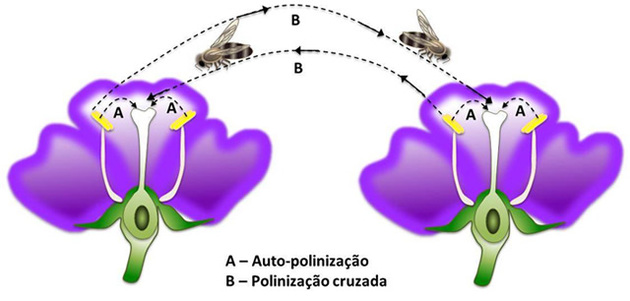 B
B
A A A A
A – Auto-polinização
B – Polinização cruzada